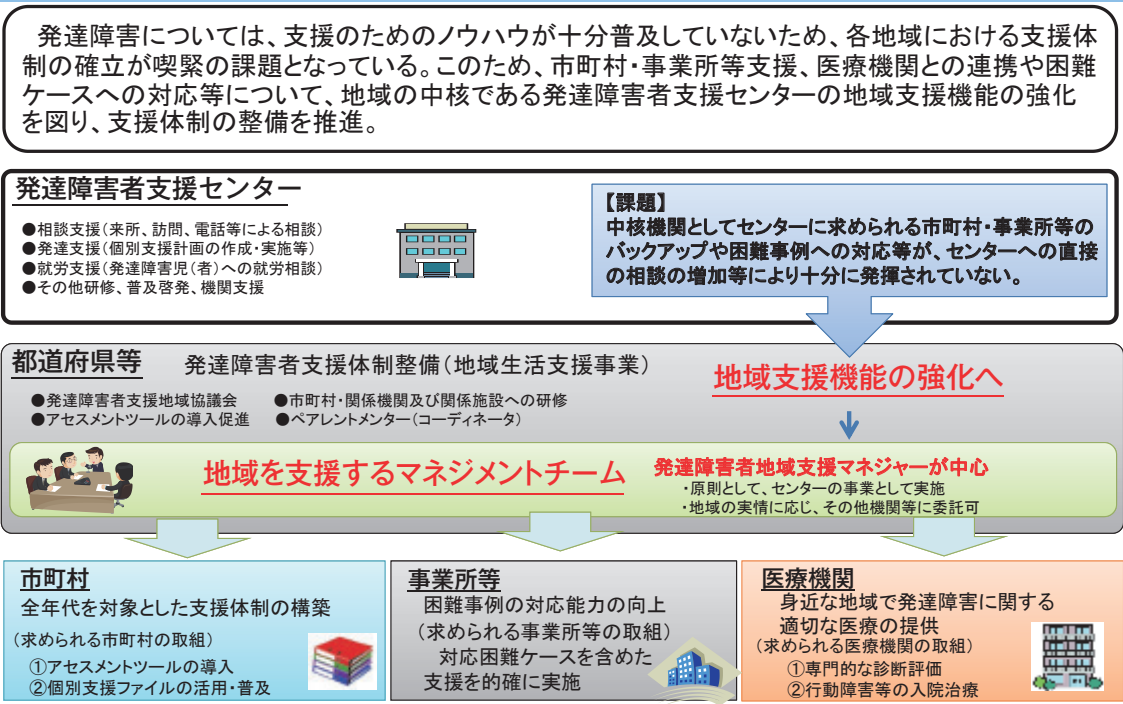 発達障害については、支援のためのノウハウが十分普及していないため、各地域における支援体
制の確立が喫緊の課題となっている。このため、市町村・事業所等支援、医療機関との連携や困難
ケースへの対応等について、地域の中核である発達障害者支援センターの地域支援機能の強化
を図り、支援体制の整備を推進。
発達障害者支援センター
●相談支援(来所、訪問、電話等による相談)
●発達支援(個別支援計画の作成・実施等)
●就労支援(発達障害児(者)への就労相談)
●その他研修、普及啓発、機関支援
【課題】
中核機関としてセンターに求められる市町村・事業所等の
バックアップや困難事例への対応等が、センターへの直接
の相談の増加等により十分に発揮されていない。
都道府県等 発達障害者支援体制整備(地域生活支援事業)
●発達障害者支援地域協議会 ●市町村・関係機関及び関係施設への研修
●アセスメントツールの導入促進 ●ペアレントメンター(コーディネータ)
地域支援機能の強化へ
地域を支援するマネジメントチーム
発達障害者地域支援マネジャーが中心
・原則として、センターの事業として実施
・地域の実情に応じ、その他機関等に委託可
市町村
全年代を対象とした支援体制の構築
(求められる市町村の取組)
①アセスメントツールの導入
②個別支援ファイルの活用・普及
事業所等
困難事例の対応能力の向上
(求められる事業所等の取組)
対応困難ケースを含めた
支援を的確に実施
医療機関
身近な地域で発達障害に関する
適切な医療の提供
(求められる医療機関の取組)
①専門的な診断評価
②行動障害等の入院治療